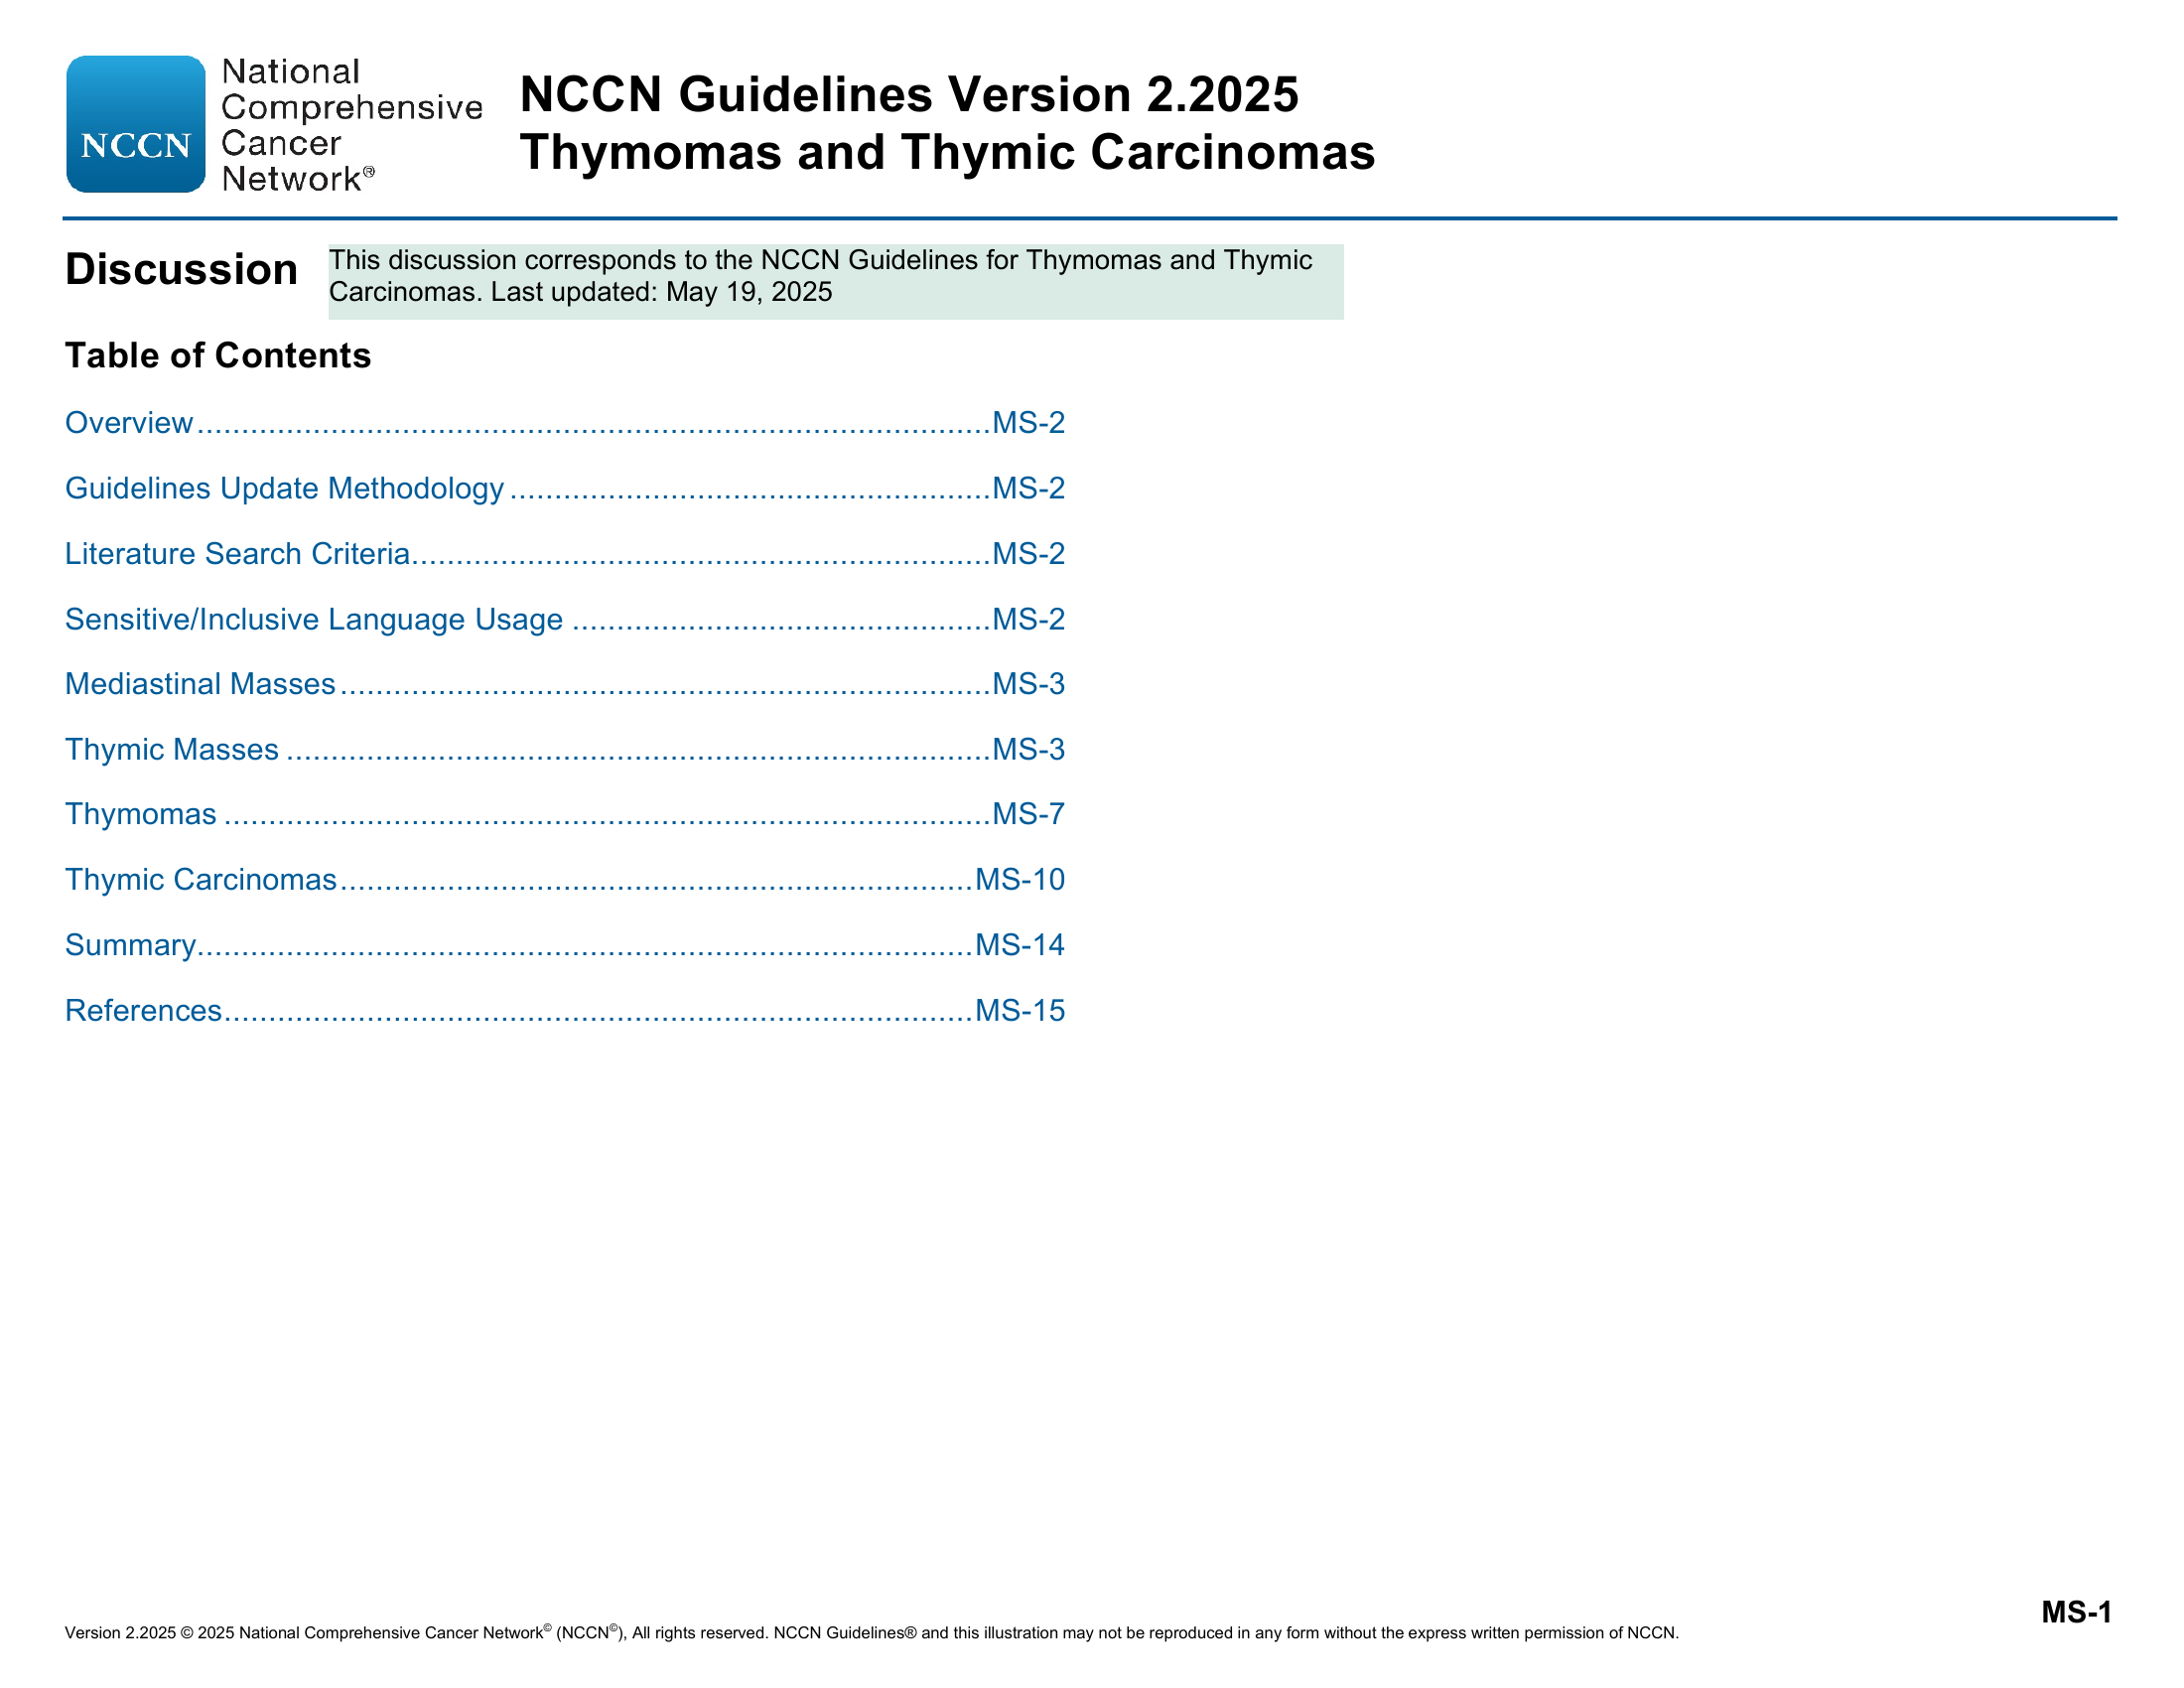 NCCN
National
Comprehensive
Cancer
Network®
NCCN Guidelines Version 2.2025
Thymomas and Thymic Carcinomas
Discussion
This discussion corresponds to the NCCN Guidelines for Thymomas and Thymic
Carcinomas. Last updated: May 19, 2025
Table of Contents
Overview.......................................................................................MS-2
Guidelines Update Methodology.....................................................MS-2
Literature Search Criteria................................................................MS-2
Sensitive/Inclusive Language Usage ..............................................MS-2
Mediastinal Masses........................................................................MS-3
Thymic Masses ..............................................................................MS-3
Thymomas .....................................................................................MS-7
Thymic Carcinomas......................................................................MS-10
Summary......................................................................................MS-14
References...................................................................................MS-15
MS-1
Version 2.2025 © 2025 National Comprehensive Cancer Network© (NCCN©), All rights reserved. NCCN Guidelines® and this illustration may not be reproduced in any form without the express written permission of NCCN.